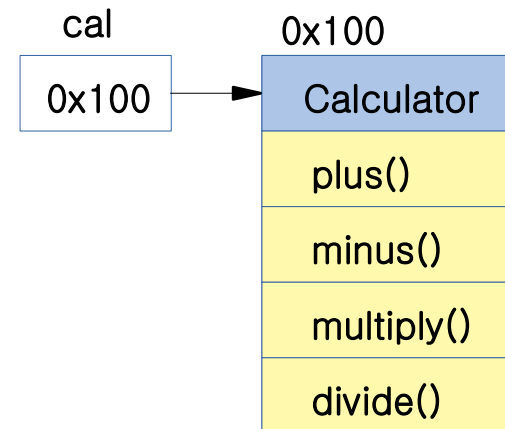 cal
0x100
0x100
Calculator
plus()
minus()
multiply()
divide()